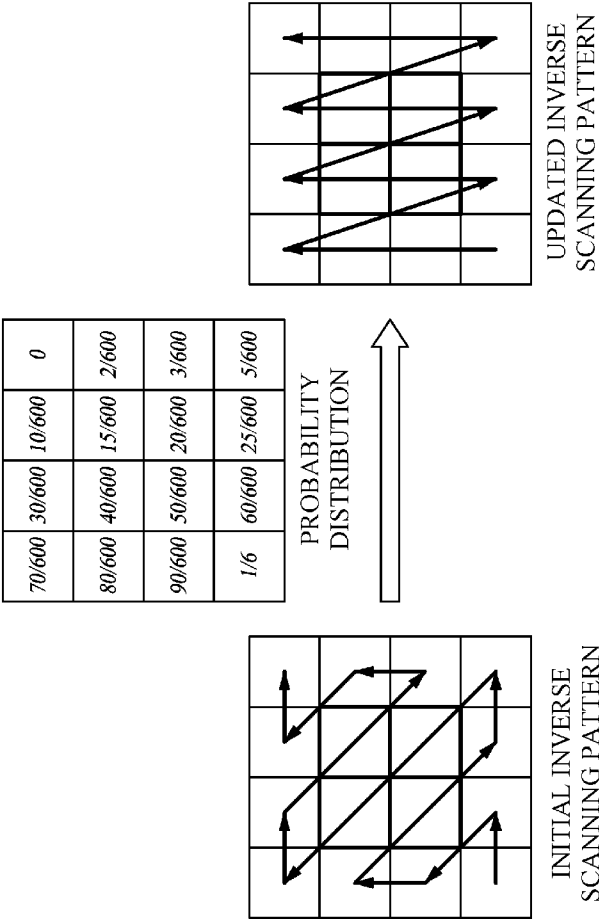 70/600 30/600 10/600 0
80/600 40/600 15/600 2/600
90/600 50/600 20/600 3/600
1/6 60/600 25/600 5/600
PROBABILITY
DISTRIBUTION
INITIAL INVERSE
SCANNING PATTERN
UPDATED INVERSE
SCANNING PATTERN